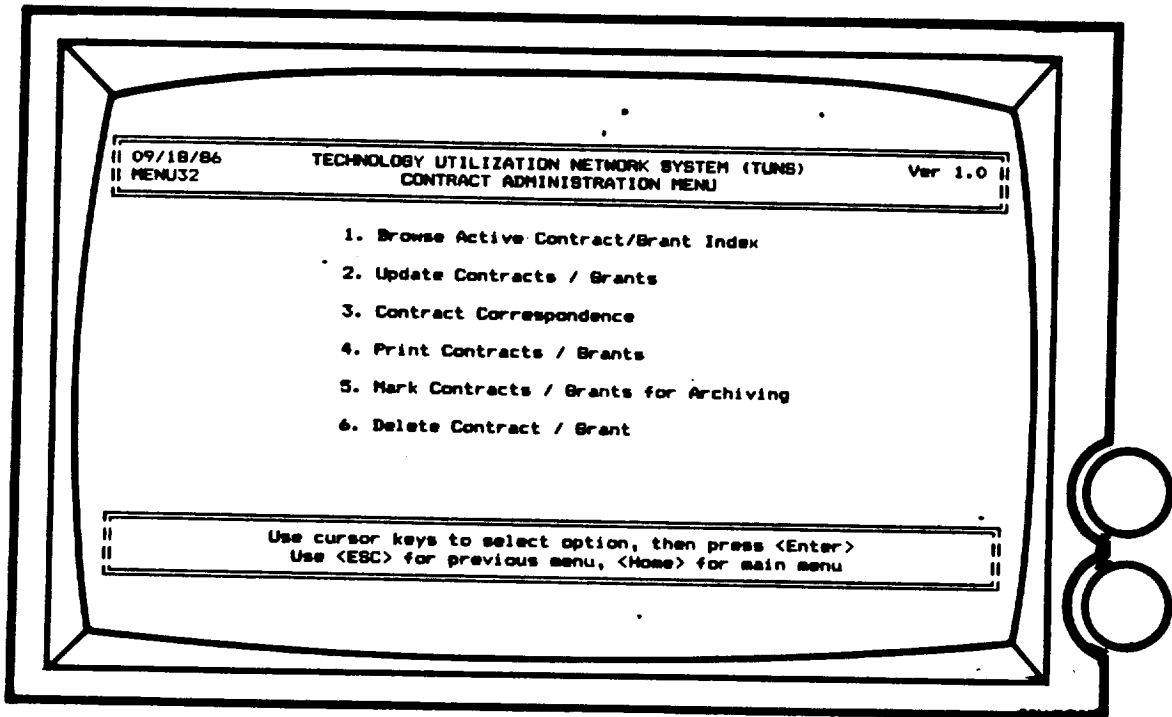 09/18/86 TECHNOLOGY UTILIZATION NETWORK SYSTEM (TUNS) Ver 1.0
MENU32 CONTRACT ADMINISTRATION MENU
1. Browse Active Contract/Grant Index
2. Update Contracts / Grants
3. Contract Correspondence
4. Print Contracts / Grants
5. Mark Contracts / Grants for Archiving
6. Delete Contract / Grant
Use cursor keys to select option, then press <Enter>
Use <ESC> for previous menu, <Home> for main menu